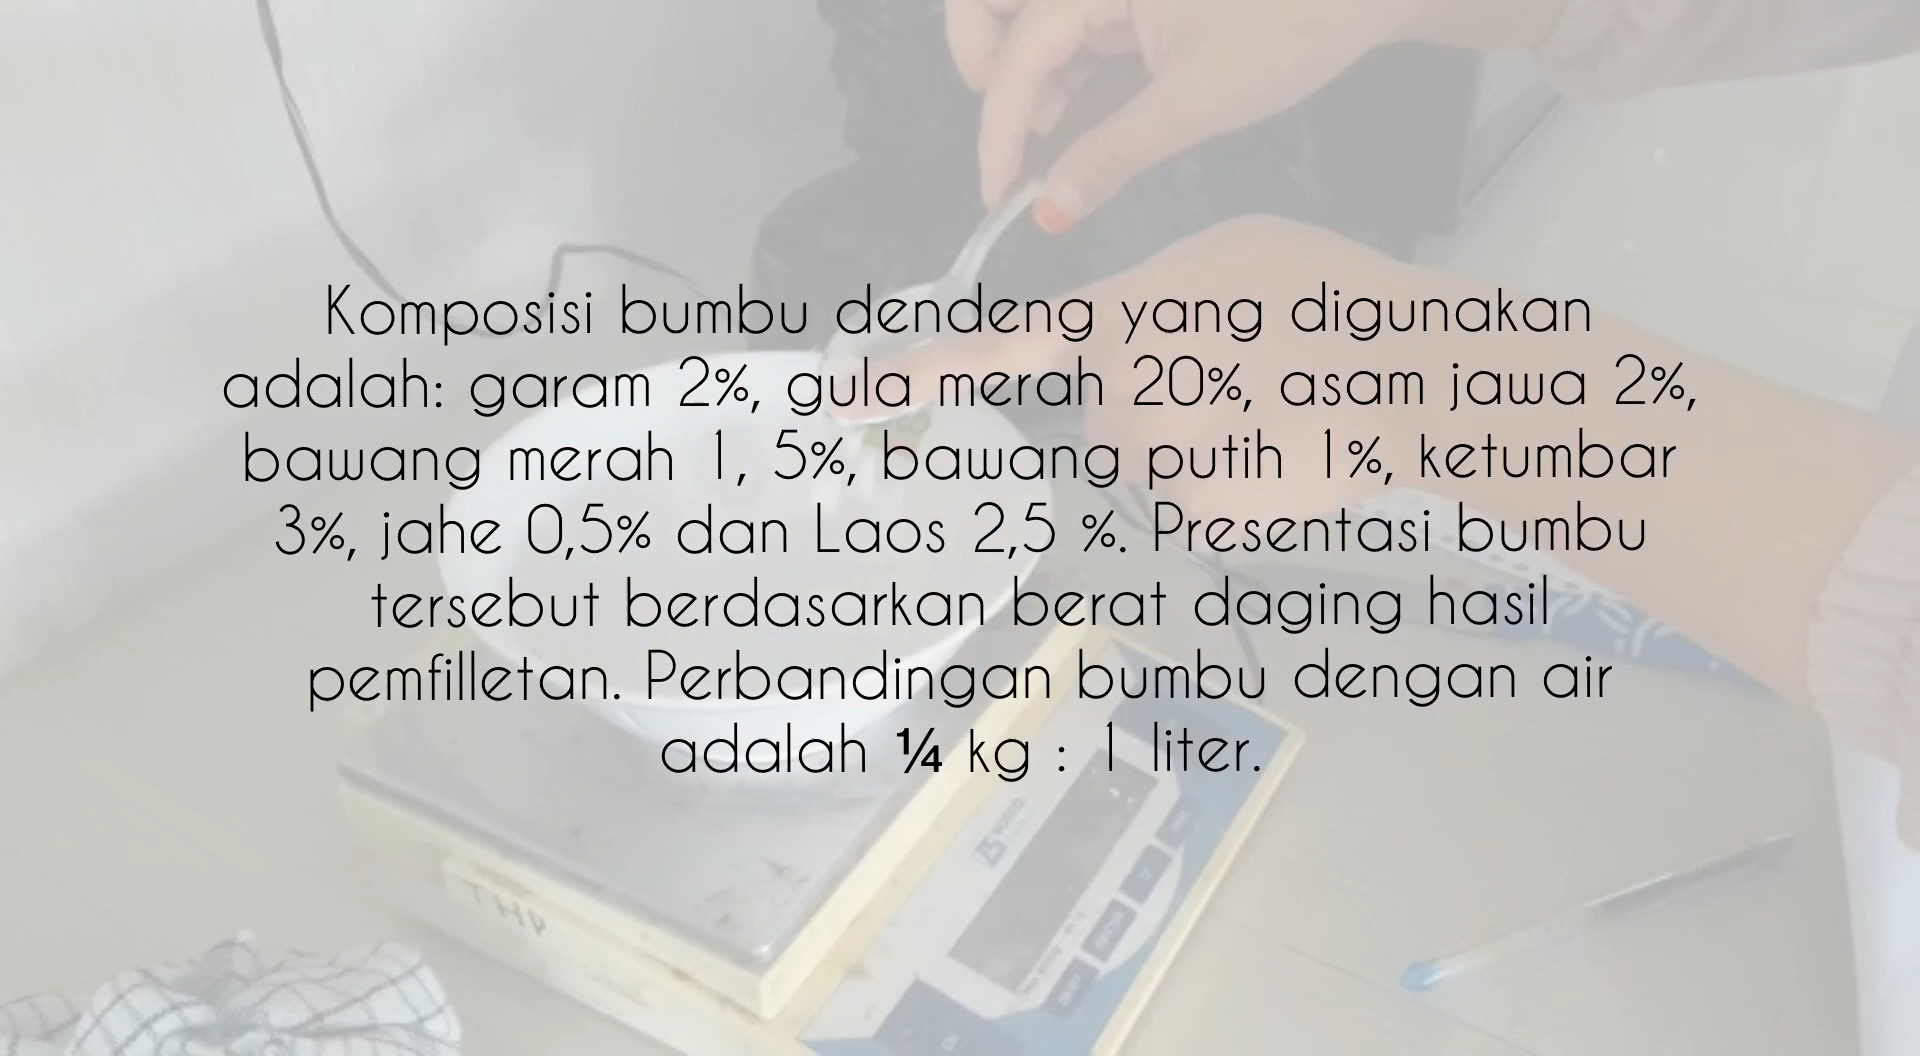 Komposisi bumbu dendeng yang digunakan
adalah: garam 2%, gula merah 20%, asam jawa 2%,
bawang merah 1, 5%, bawang putih 1%, ketumbar
3%, jahe 0,5% dan Laos 2,5 %. Presentasi bumbu
tersebut berdasarkan berat daging hasil
pemfilletan. Perbandingan bumbu dengan air
adalah ¼ kg : 1 liter.
THP